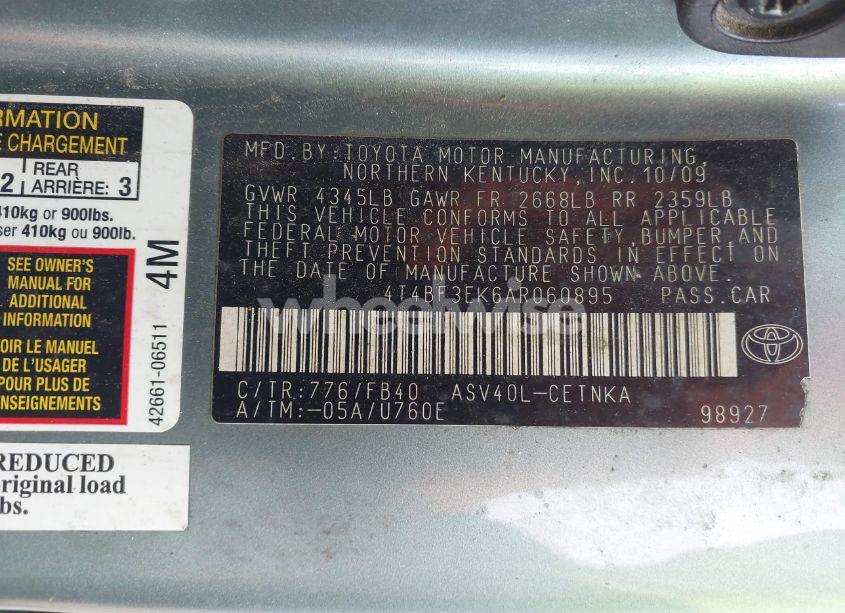 RMATION
E CHARGEMENT
2 REAR ARRIÈRE: 3
410kg or 900lbs.
ser 410kg ou 900lb.
SEE OWNER'S
MANUAL FOR
ADDITIONAL
INFORMATION
OIR LE MANUEL
DE L'USAGER
POUR PLUS DE
ENSEIGNEMENTS
4M
42661-06511
REDUCED
original load
bs.
MFD. BY: TOYOTA MOTOR MANUFACTURING,
NORTHERN KENTUCKY, INC. 10/09
GVWR 4345LB GAWR FR 2668LB RR 2359LB
THIS VEHICLE CONFORMS TO ALL APPLICABLE
FEDERAL MOTOR VEHICLE SAFETY, BUMPER, AND
THEFT PREVENTION STANDARDS IN EFFECT ON
THE DATE OF MANUFACTURE SHOWN ABOVE.
4T4BF3EK6AR060895 PASS. CAR
C/TR: 776/FB40 ASV40L-CETNKA
A/TM: -05A/U760E 98927
wheelwise